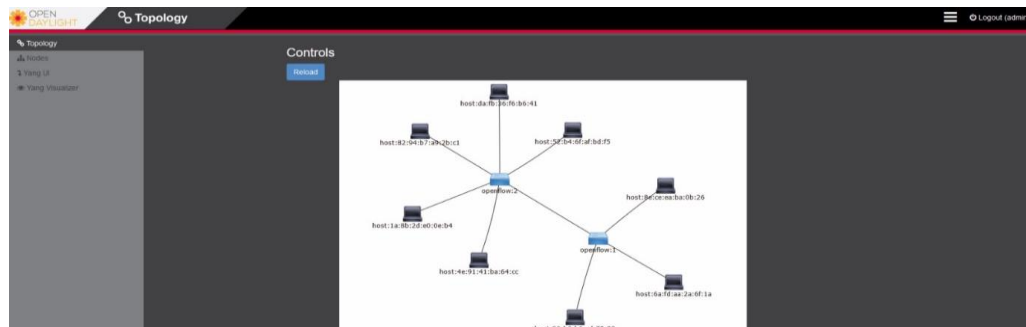 OPEN
DAYLIGHT
Topology
Logout (admin
Topology
Nodes
Yang UI
Yang Visualizer
Controls
Reload
host:da:fb:36:f6:b6:41
host:82:94:b7:a9:2b:c1
host:52:b4:6f:af:bd:f5
openflow:2
host:8e:ce:ea:ba:0b:26
host:1a:8b:2d:e0:0e:b4
openflow:1
host:4e:91:41:ba:64:cc
host:6a:fd:aa:2a:6f:1a